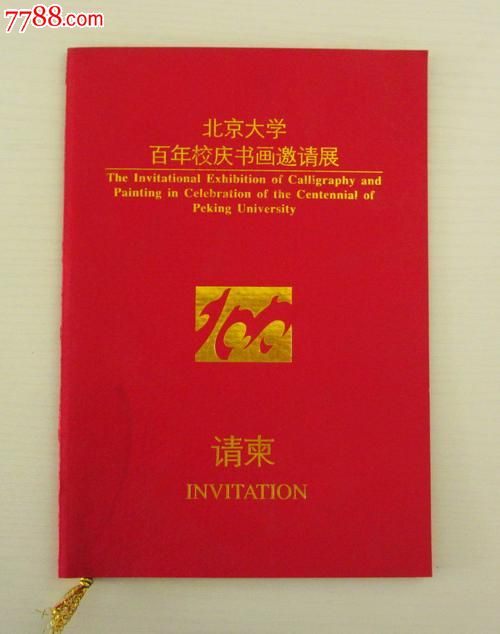 7788.com
北京大学
百年校庆书画邀请展
The Invitational Exhibition of Calligraphy and
Painting in Celebration of the Centennial of
Peking University
100
请柬
INVITATION